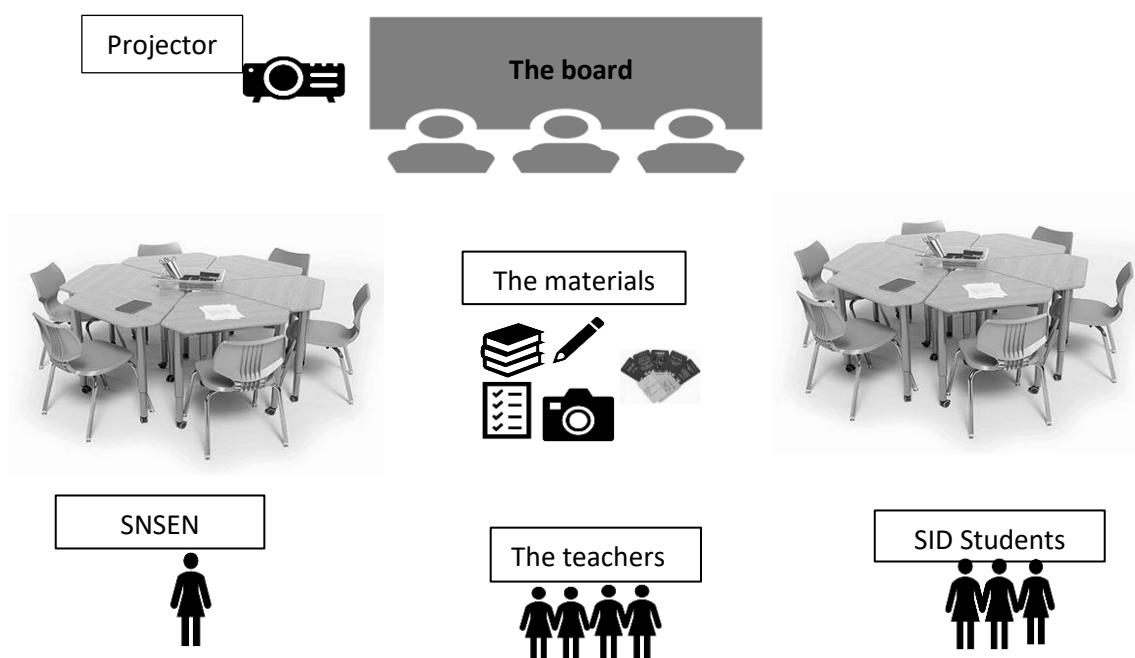 Projector
The board
The materials
SNSEN
The teachers
SID Students